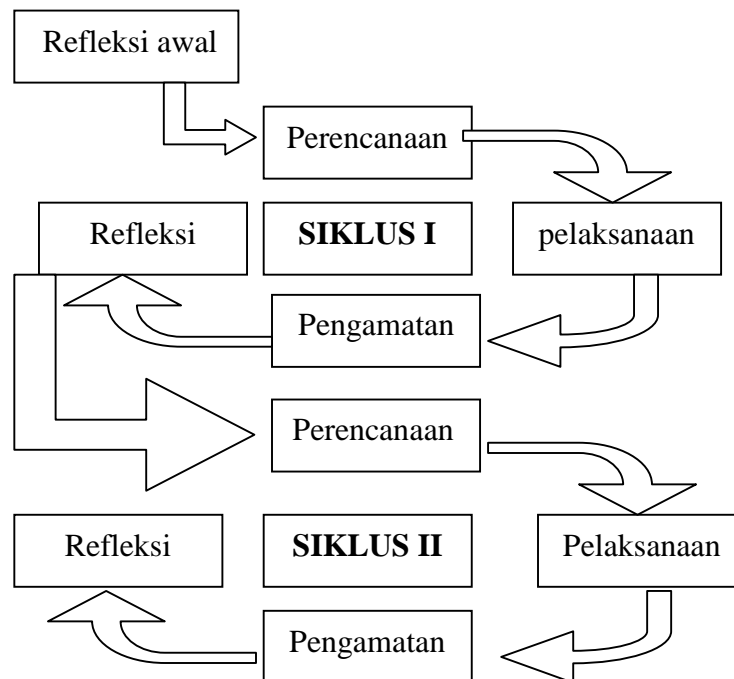 Refleksi awal
Perencanaan
Refleksi
SIKLUS I
pelaksanaan
Pengamatan
Perencanaan
Refleksi
SIKLUS II
Pelaksanaan
Pengamatan